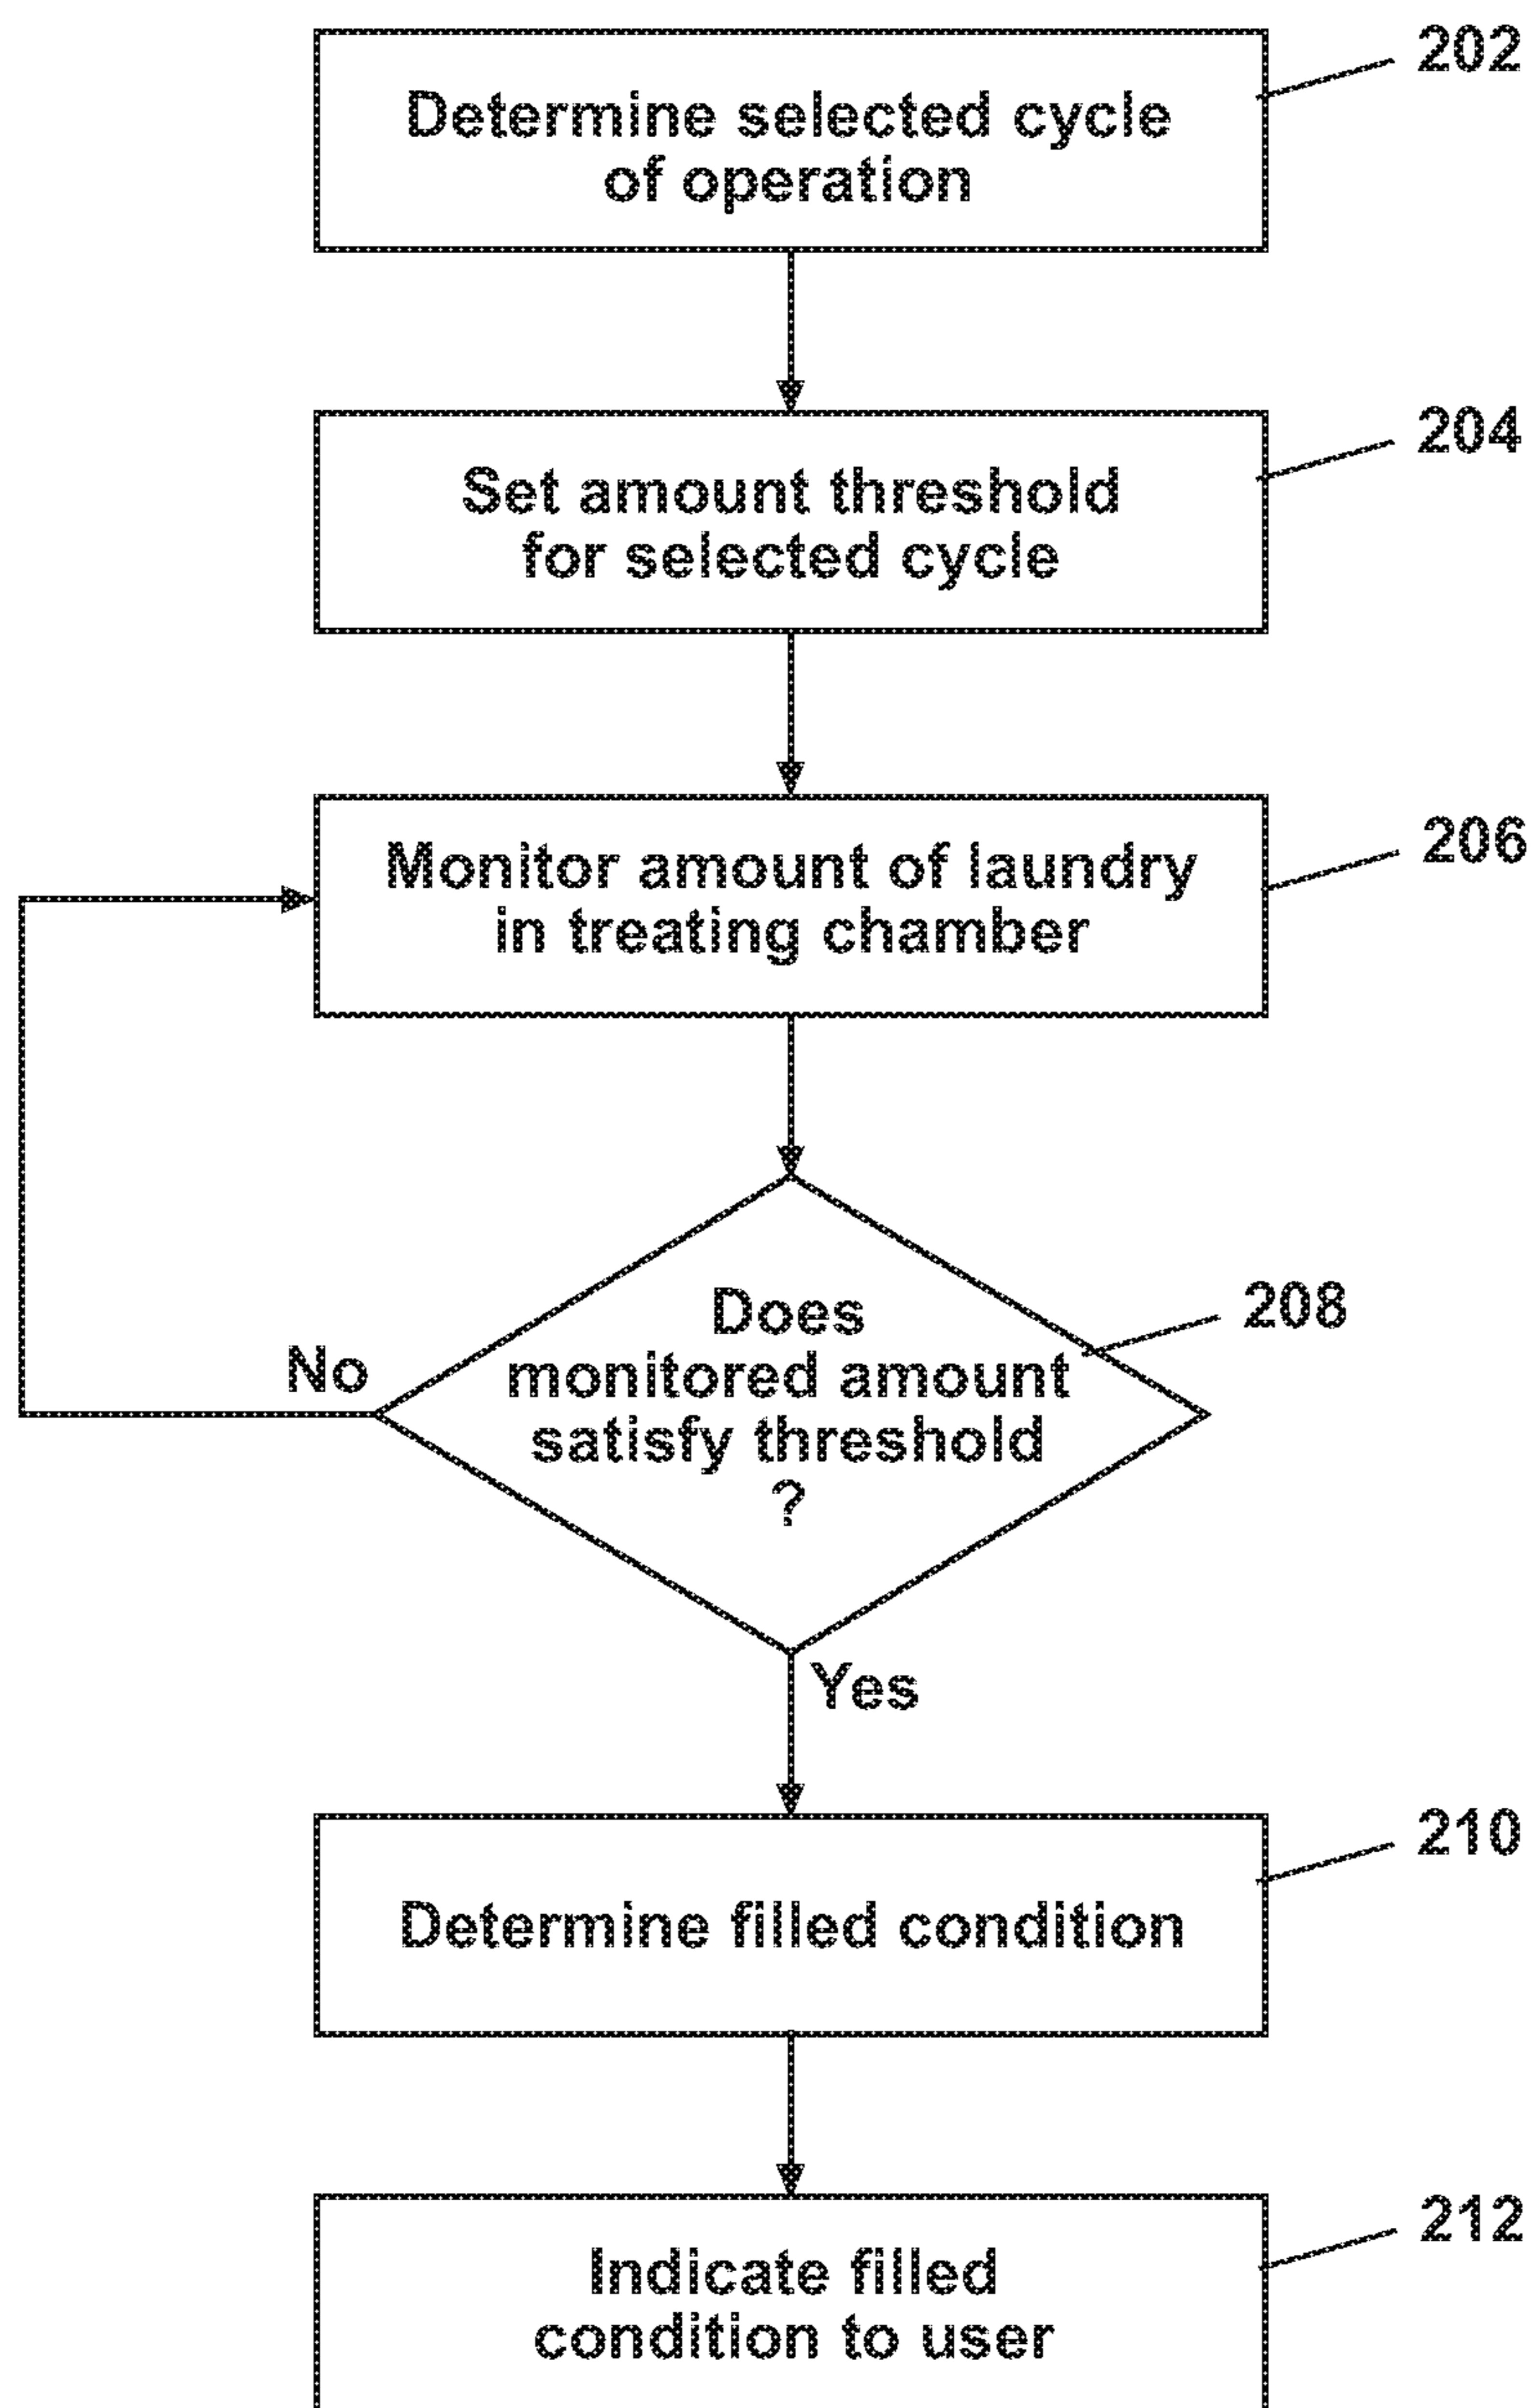 202
Determine selected cycle
of operation
204
Set amount threshold
for selected cycle
206
Monitor amount of laundry
in treating chamber
208
Does
monitored amount
satisfy threshold
?
No
Yes
210
Determine filled condition
212
Indicate filled
condition to user